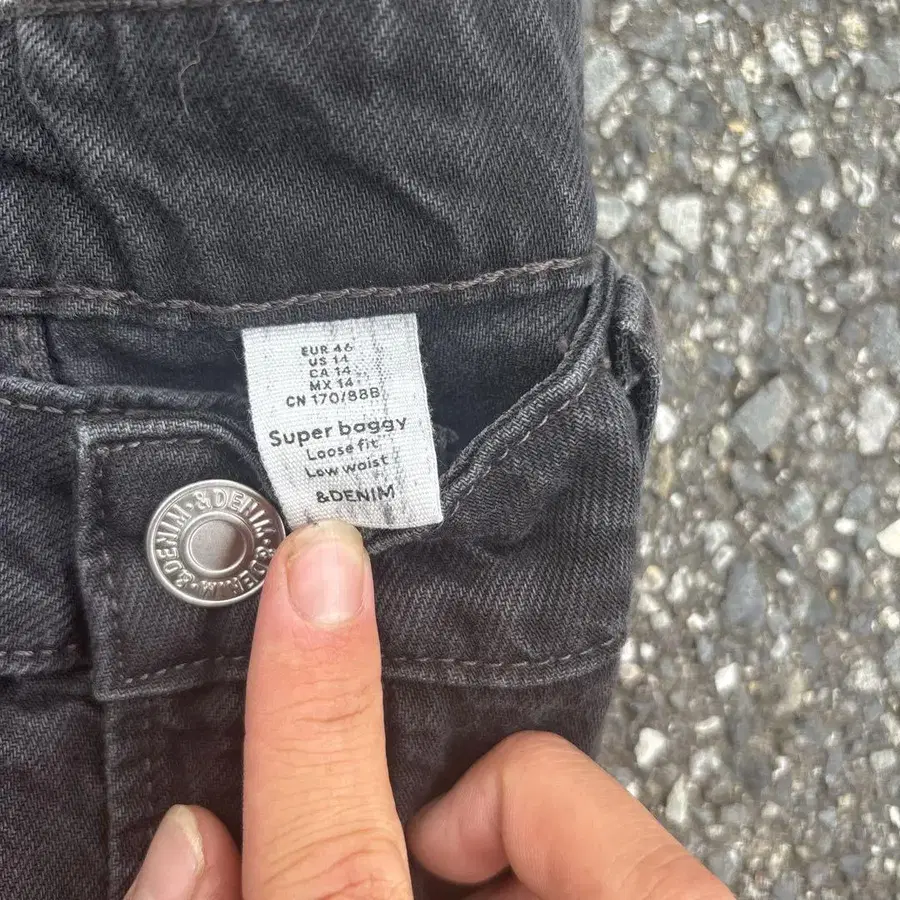 EUR 46
US 14
CA 14
MX 14
CN 170/88B
Super baggy
Loose fit
Low waist
&DENIM
&DENIM · &DENIM · &DENIM ·